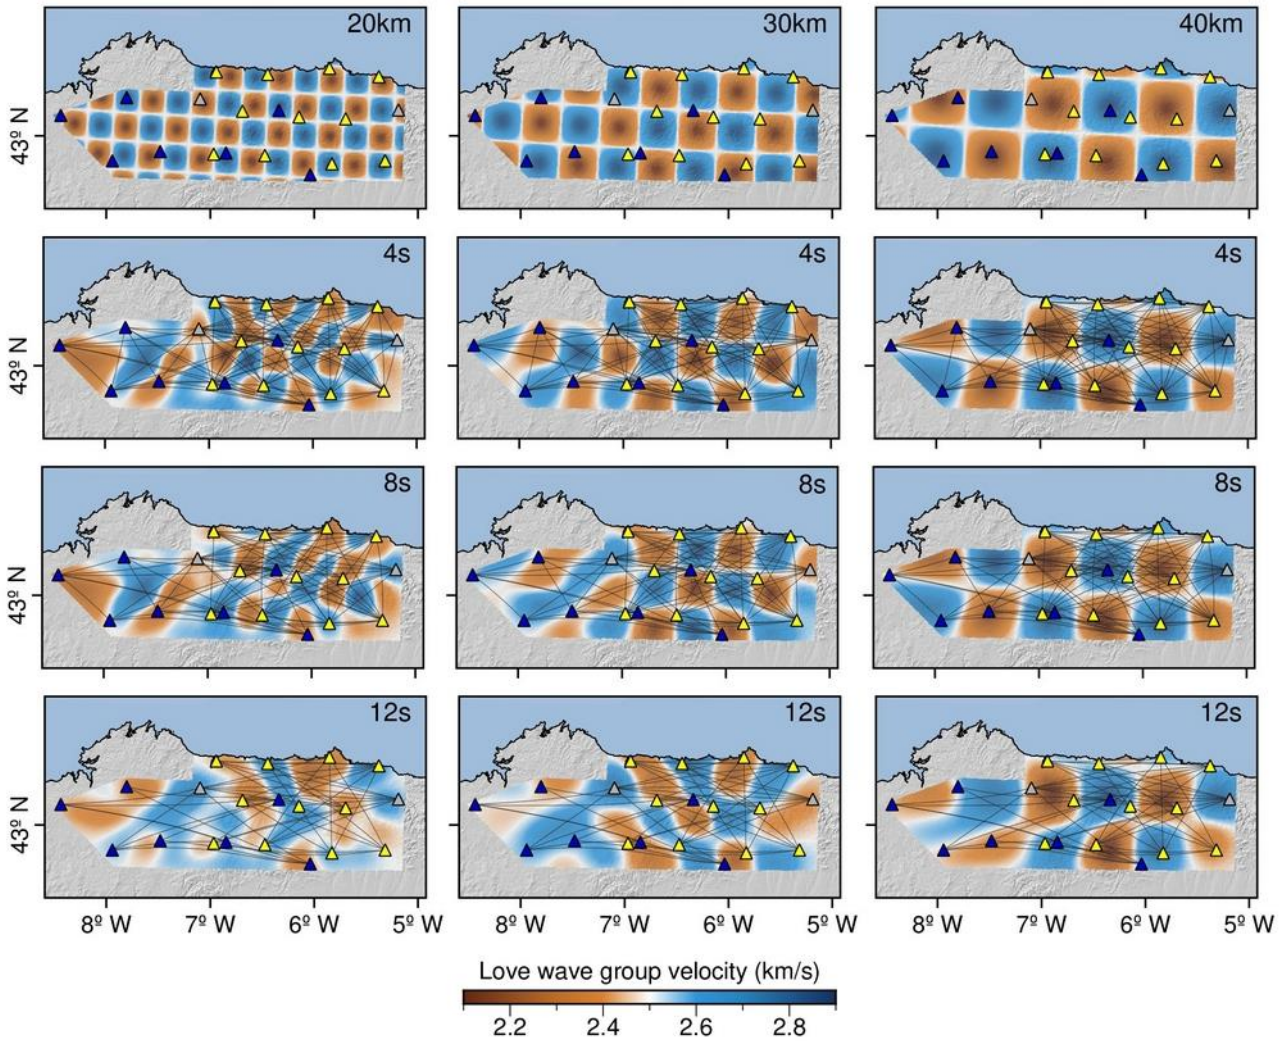 20km 30km 40km
43º N
4s 4s 4s
43º N
8s 8s 8s
43º N
12s 12s 12s
43º N
8º W 7º W 6º W 5º W 8º W 7º W 6º W 5º W 8º W 7º W 6º W 5º W
Love wave group velocity (km/s)
2.2 2.4 2.6 2.8